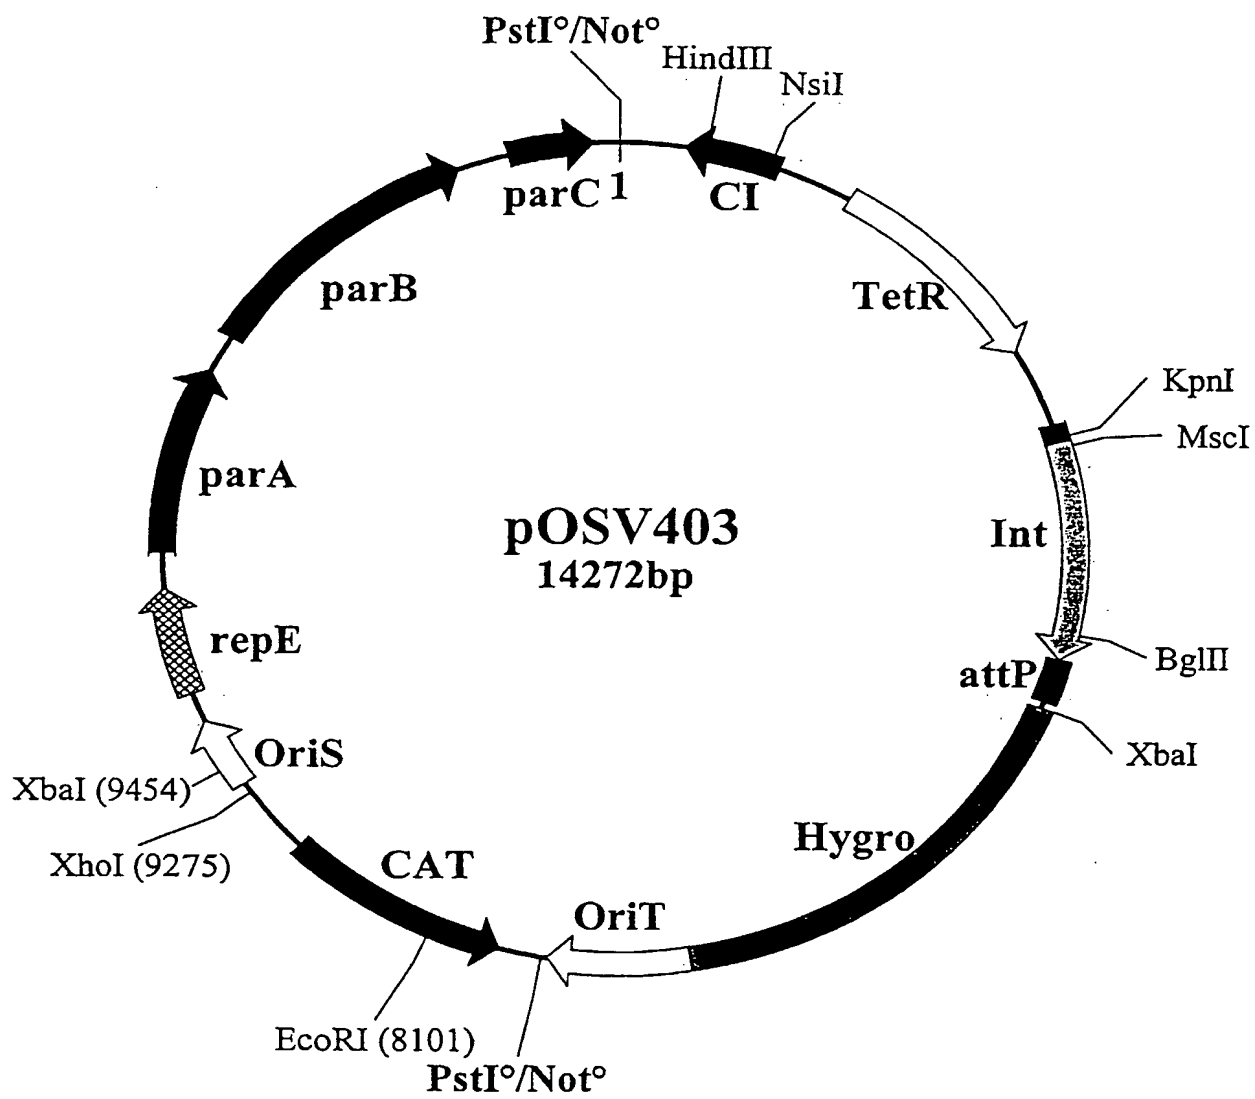 PstI°/Not°
HindIII
NsiI
parC
1
CI
parB
TetR
KpnI
MscI
parA
pOSV403
14272bp
Int
repE
BglII
attP
OriS
XbaI
XbaI (9454)
Hygro
XhoI (9275)
CAT
OriT
EcoRI (8101)
PstI°/Not°